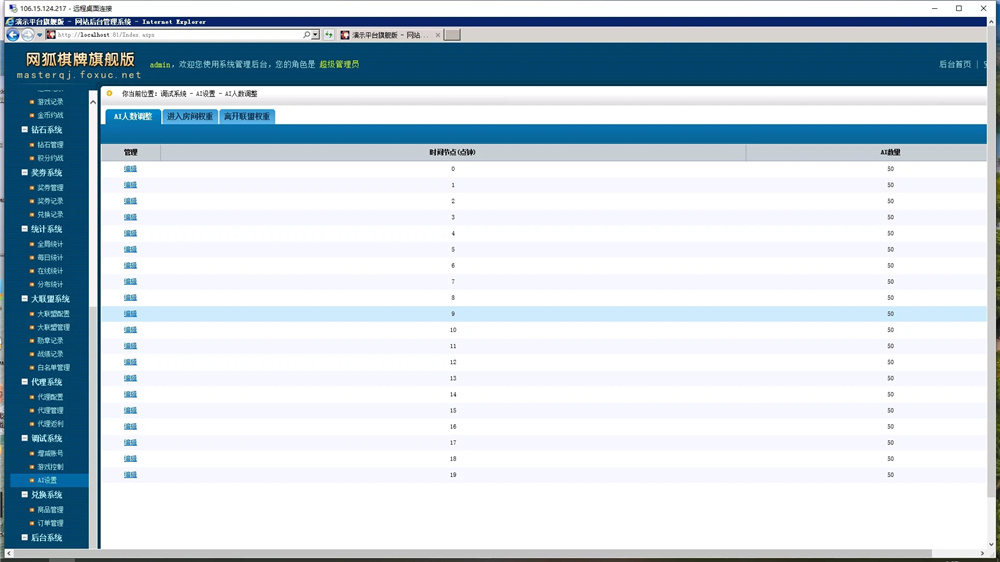 106.15.124.217 - 远程桌面连接
演示平台旗舰版 - 网站后台管理系统 - Internet Explorer
http://localhost:81/Index.aspx
演示平台旗舰版 - 网站...
网狐棋牌旗舰版
masterqj.foxuc.net
admin, 欢迎您使用系统管理后台, 您的角色是 超级管理员
后台首页
你当前位置: 调试系统 - AI设置 - AI人数调整
AI人数调整 进入房间权重 离开联盟权重
管理 时间节点(点钟) AI数量
编辑 0 50
编辑 1 50
编辑 2 50
编辑 3 50
编辑 4 50
编辑 5 50
编辑 6 50
编辑 7 50
编辑 8 50
编辑 9 50
编辑 10 50
编辑 11 50
编辑 12 50
编辑 13 50
编辑 14 50
编辑 15 50
编辑 16 50
编辑 17 50
编辑 18 50
编辑 19 50
游戏记录
金币约战
钻石系统
钻石管理
积分约战
奖券系统
奖券管理
奖券记录
兑换记录
统计系统
全局统计
每日统计
在线统计
分布统计
大联盟系统
大联盟配置
大联盟管理
勋章记录
战绩记录
白名单管理
代理系统
代理配置
代理管理
代理返利
调试系统
增减账号
游戏控制
AI设置
兑换系统
商品管理
订单管理
后台系统